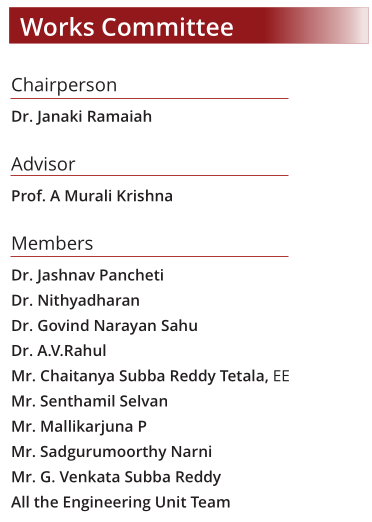 Works Committee
Chairperson
Dr. Janaki Ramaiah
Advisor
Prof. A Murali Krishna
Members
Dr. Jashnav Pancheti
Dr. Nithyadharan
Dr. Govind Narayan Sahu
Dr. A.V.Rahul
Mr. Chaitanya Subba Reddy Tetala, EE
Mr. Senthamil Selvan
Mr. Mallikarjuna P
Mr. Sadgurumoorthy Narni
Mr. G. Venkata Subba Reddy
All the Engineering Unit Team